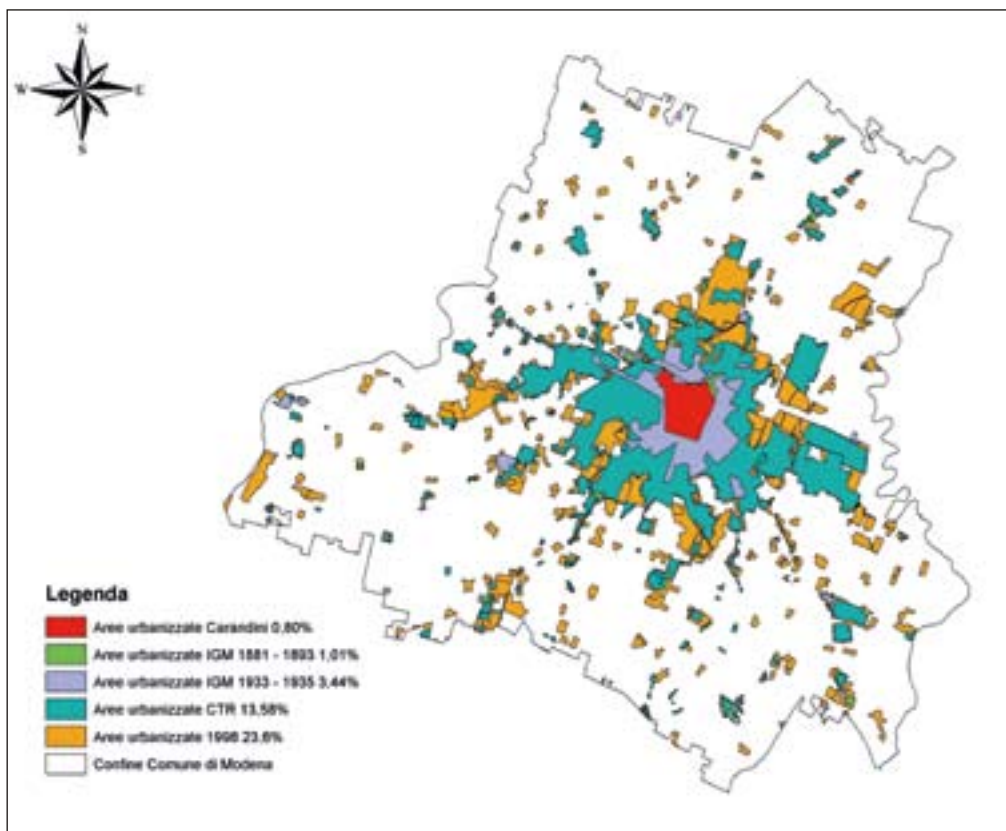 N
W E
S
Legenda
Aree urbanizzate Carandini 0,80%
Aree urbanizzate IGM 1881 - 1893 1,01%
Aree urbanizzate IGM 1933 - 1935 3,44%
Aree urbanizzate CTR 13,58%
Aree urbanizzate 1998 23,6%
Confine Comune di Modena